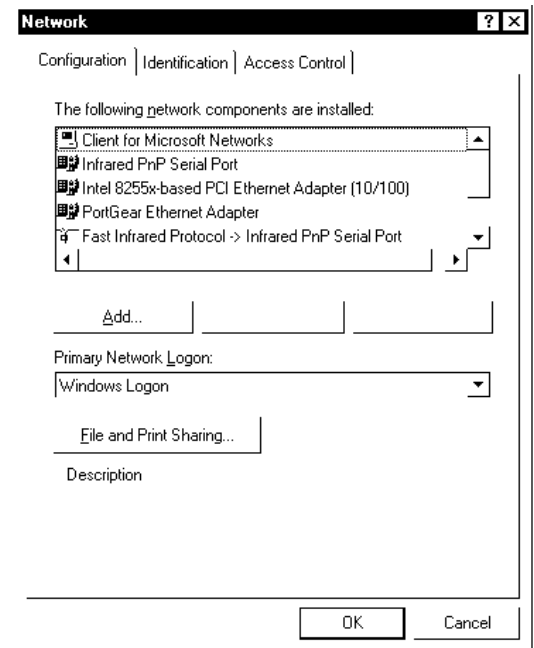 Network
Configuration Identification Access Control
The following network components are installed:
Client for Microsoft Networks
Infrared PnP Serial Port
Intel 8255x-based PCI Ethernet Adapter (10/100)
PortGear Ethernet Adapter
Fast Infrared Protocol -> Infrared PnP Serial Port
Add...
Primary Network Logon:
Windows Logon
File and Print Sharing...
Description
OK Cancel